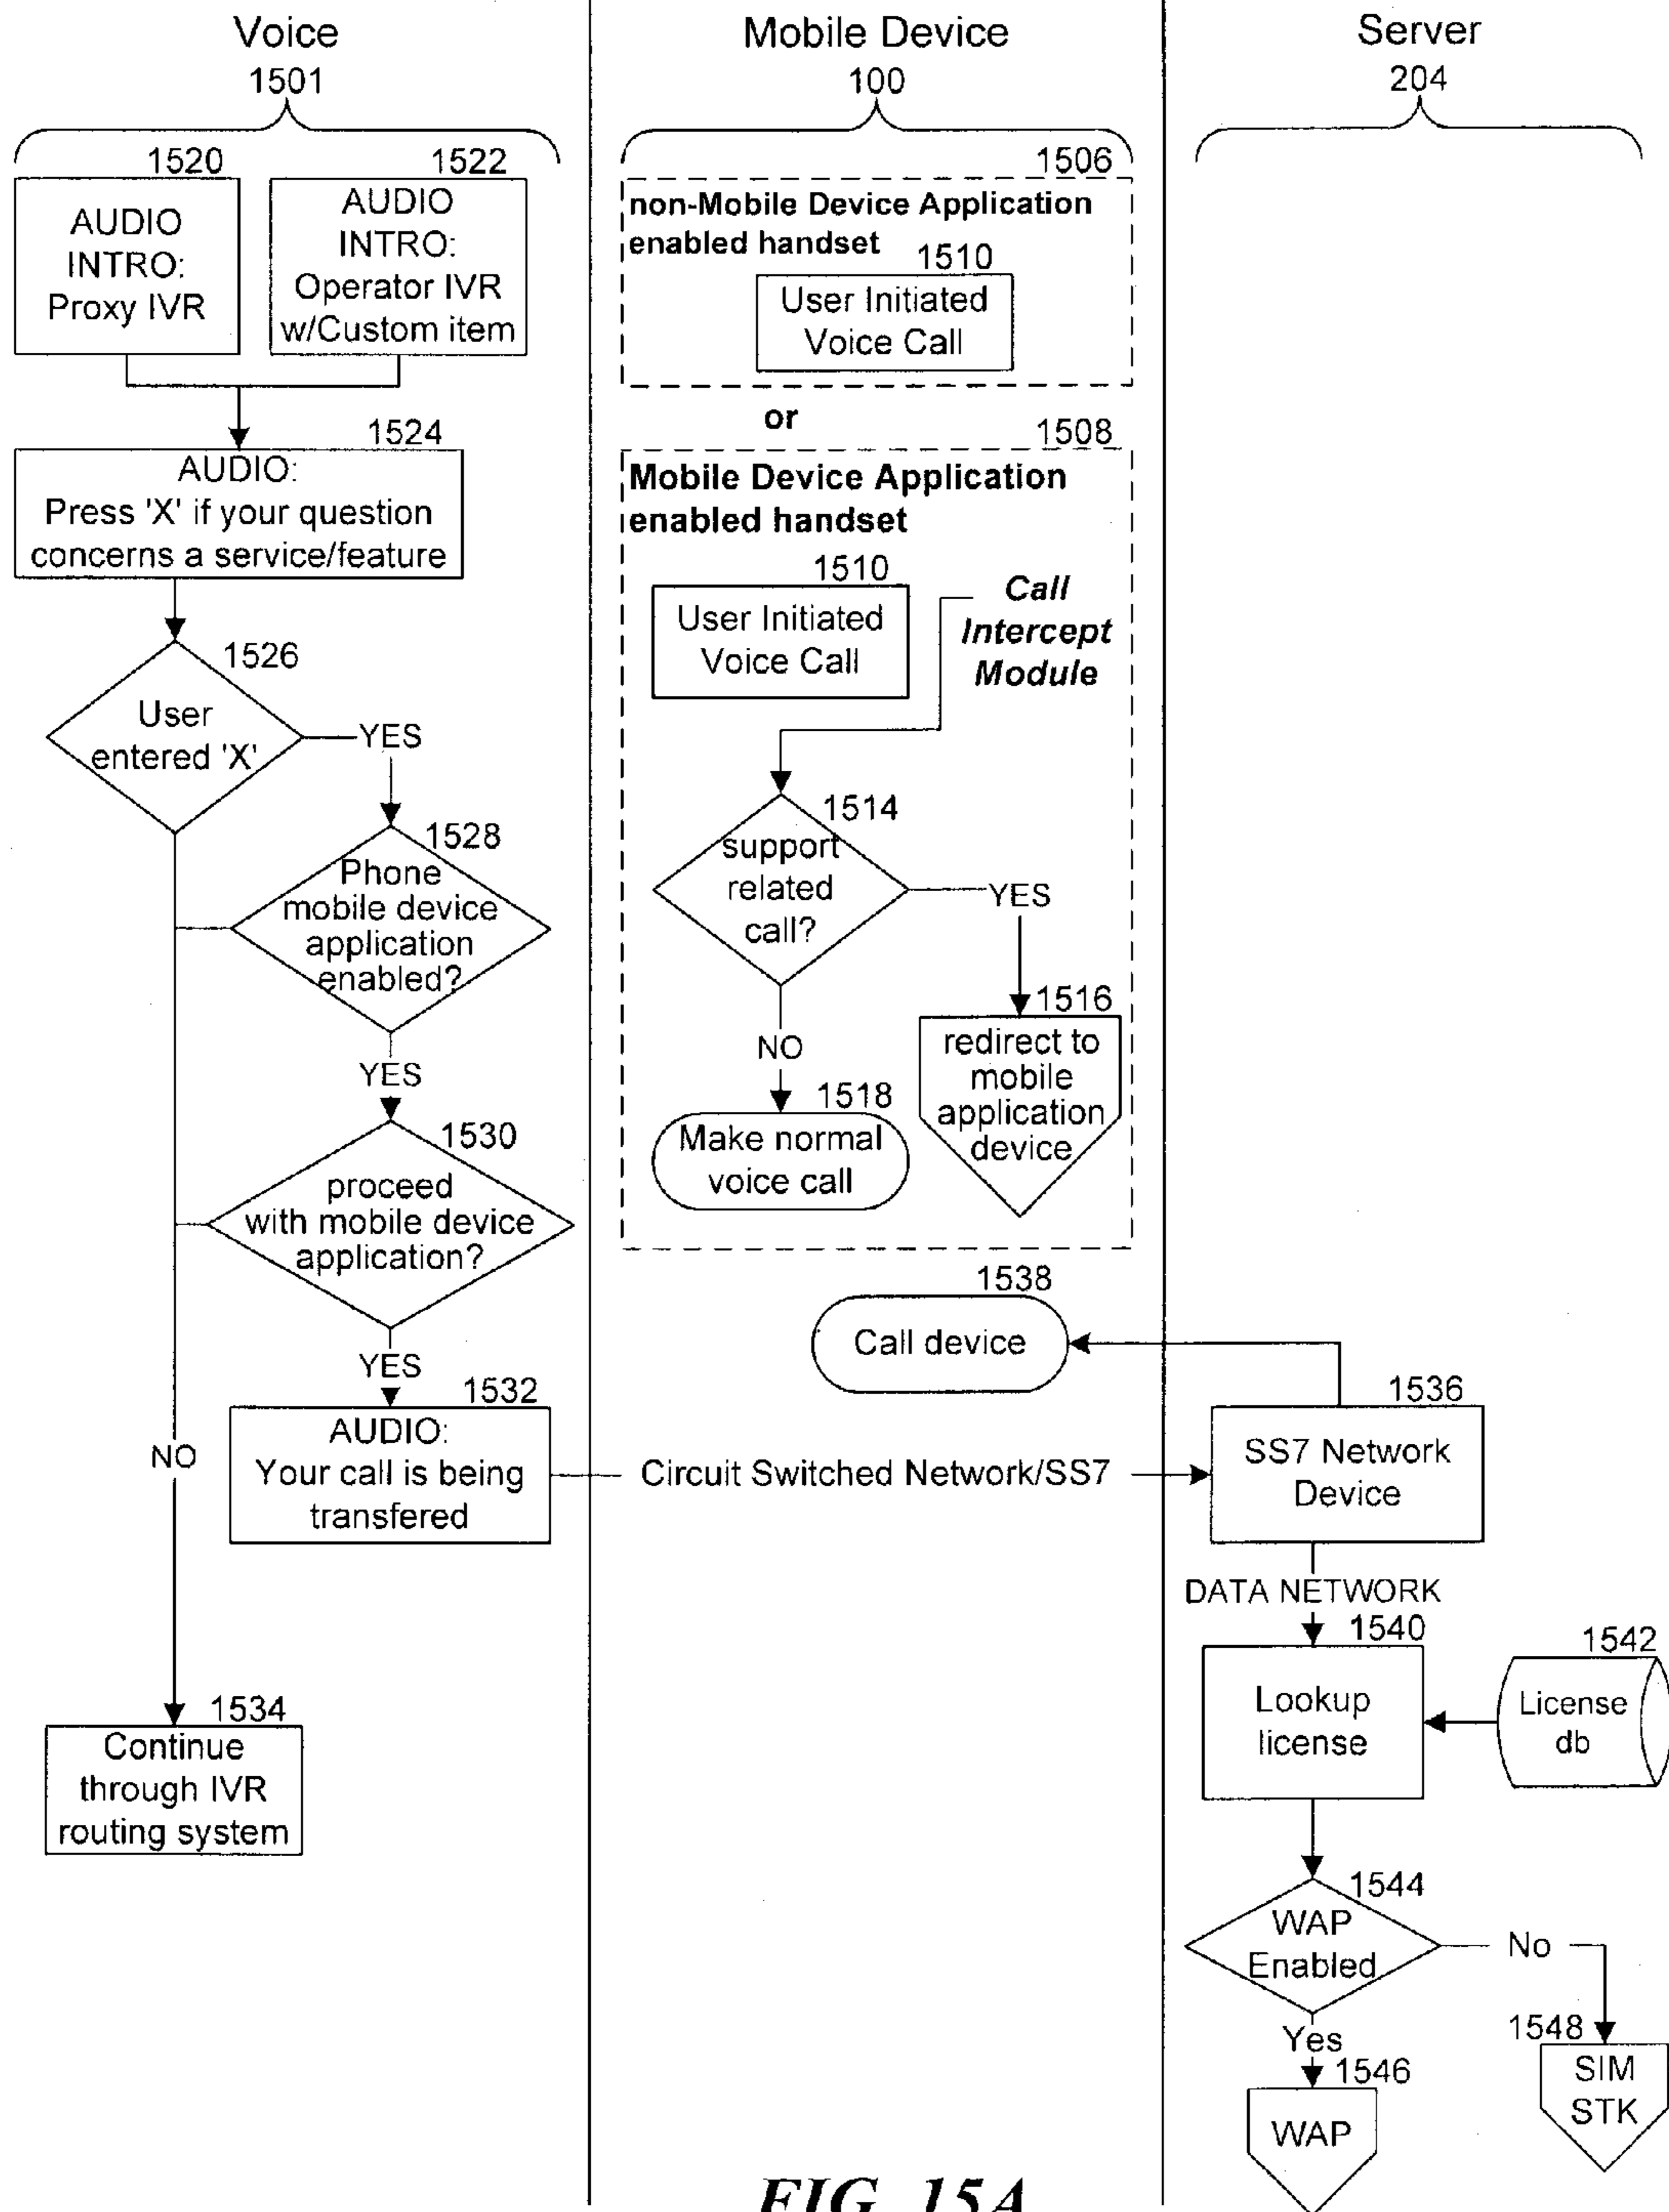 Voice
1501
1520
AUDIO
INTRO:
Proxy IVR
1522
AUDIO
INTRO:
Operator IVR
w/Custom item
1524
AUDIO:
Press 'X' if your question
concerns a service/feature
1526
User
entered 'X'
YES
1528
Phone
mobile device
application
enabled?
YES
1530
proceed
with mobile device
application?
YES
1532
AUDIO:
Your call is being
transfered
NO
1534
Continue
through IVR
routing system
Mobile Device
100
1506
non-Mobile Device Application
enabled handset
1510
User Initiated
Voice Call
or
1508
Mobile Device Application
enabled handset
1510
User Initiated
Voice Call
Call
Intercept
Module
1514
support
related
call?
YES
NO
1516
redirect to
mobile
application
device
1518
Make normal
voice call
1538
Call device
Circuit Switched Network/SS7
Server
204
1536
SS7 Network
Device
DATA NETWORK
1540
Lookup
license
1542
License
db
1544
WAP
Enabled
No
Yes
1546
WAP
1548
SIM
STK
FIG. 15A